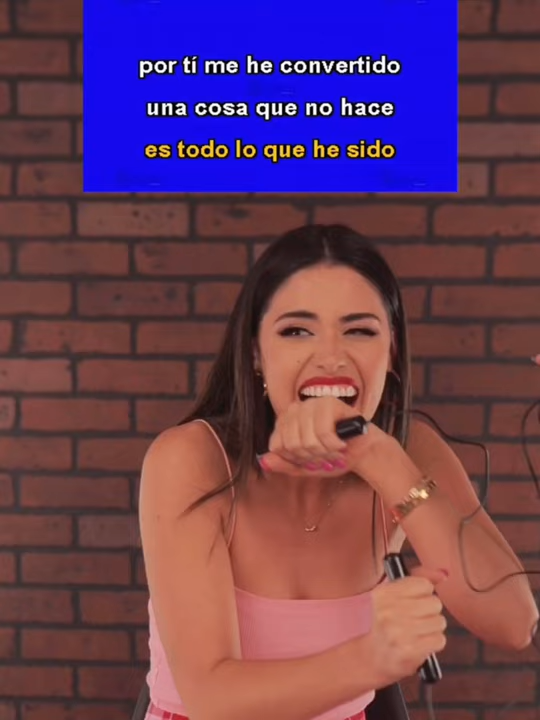 por tí me he convertido
una cosa que no hace
es todo lo que he sido